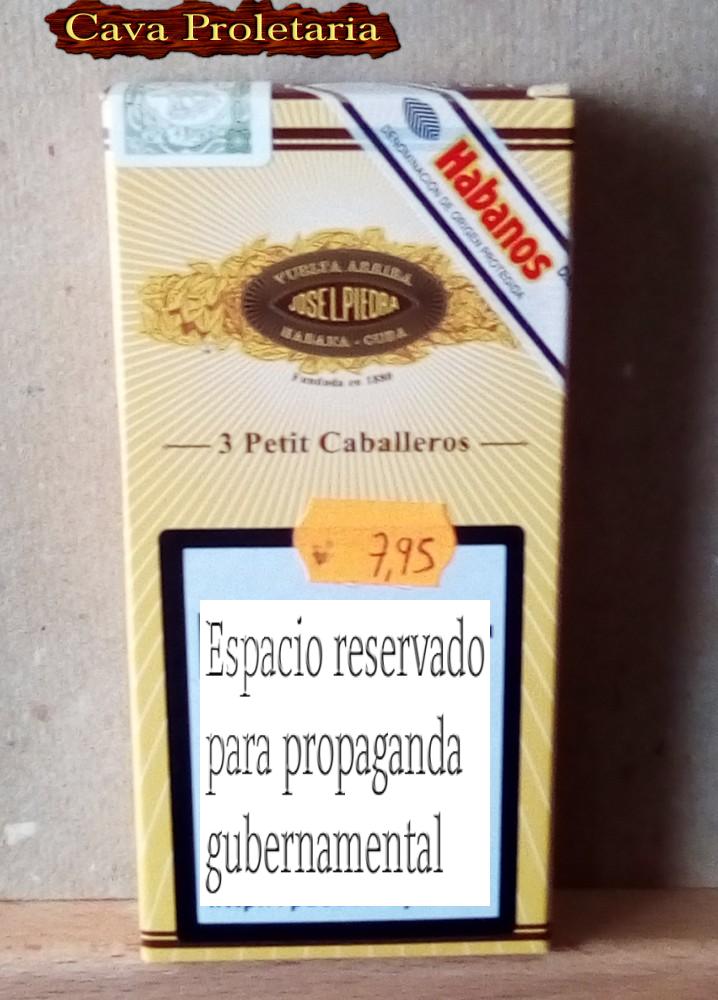 Cava Proletaria
Habanos
DENOMINACIÓN DE ORIGEN PROTEGIDA
VUELTA ARRIBA
JOSE L. PIEDRA
HABANA - CUBA
Fundada en 1880
3 Petit Caballeros
7,95
Espacio reservado
para propaganda
gubernamental